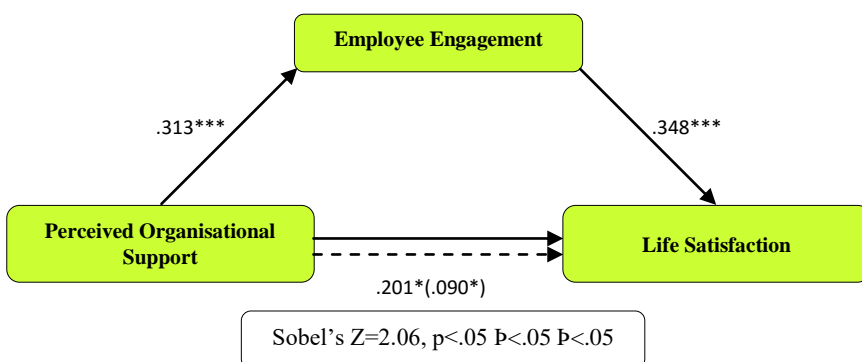 Employee Engagement
.313***
.348***
Perceived Organisational
Support
Life Satisfaction
.201*(.090*)
Sobel’s Z=2.06, p<.05 Þ<.05 Þ<.05